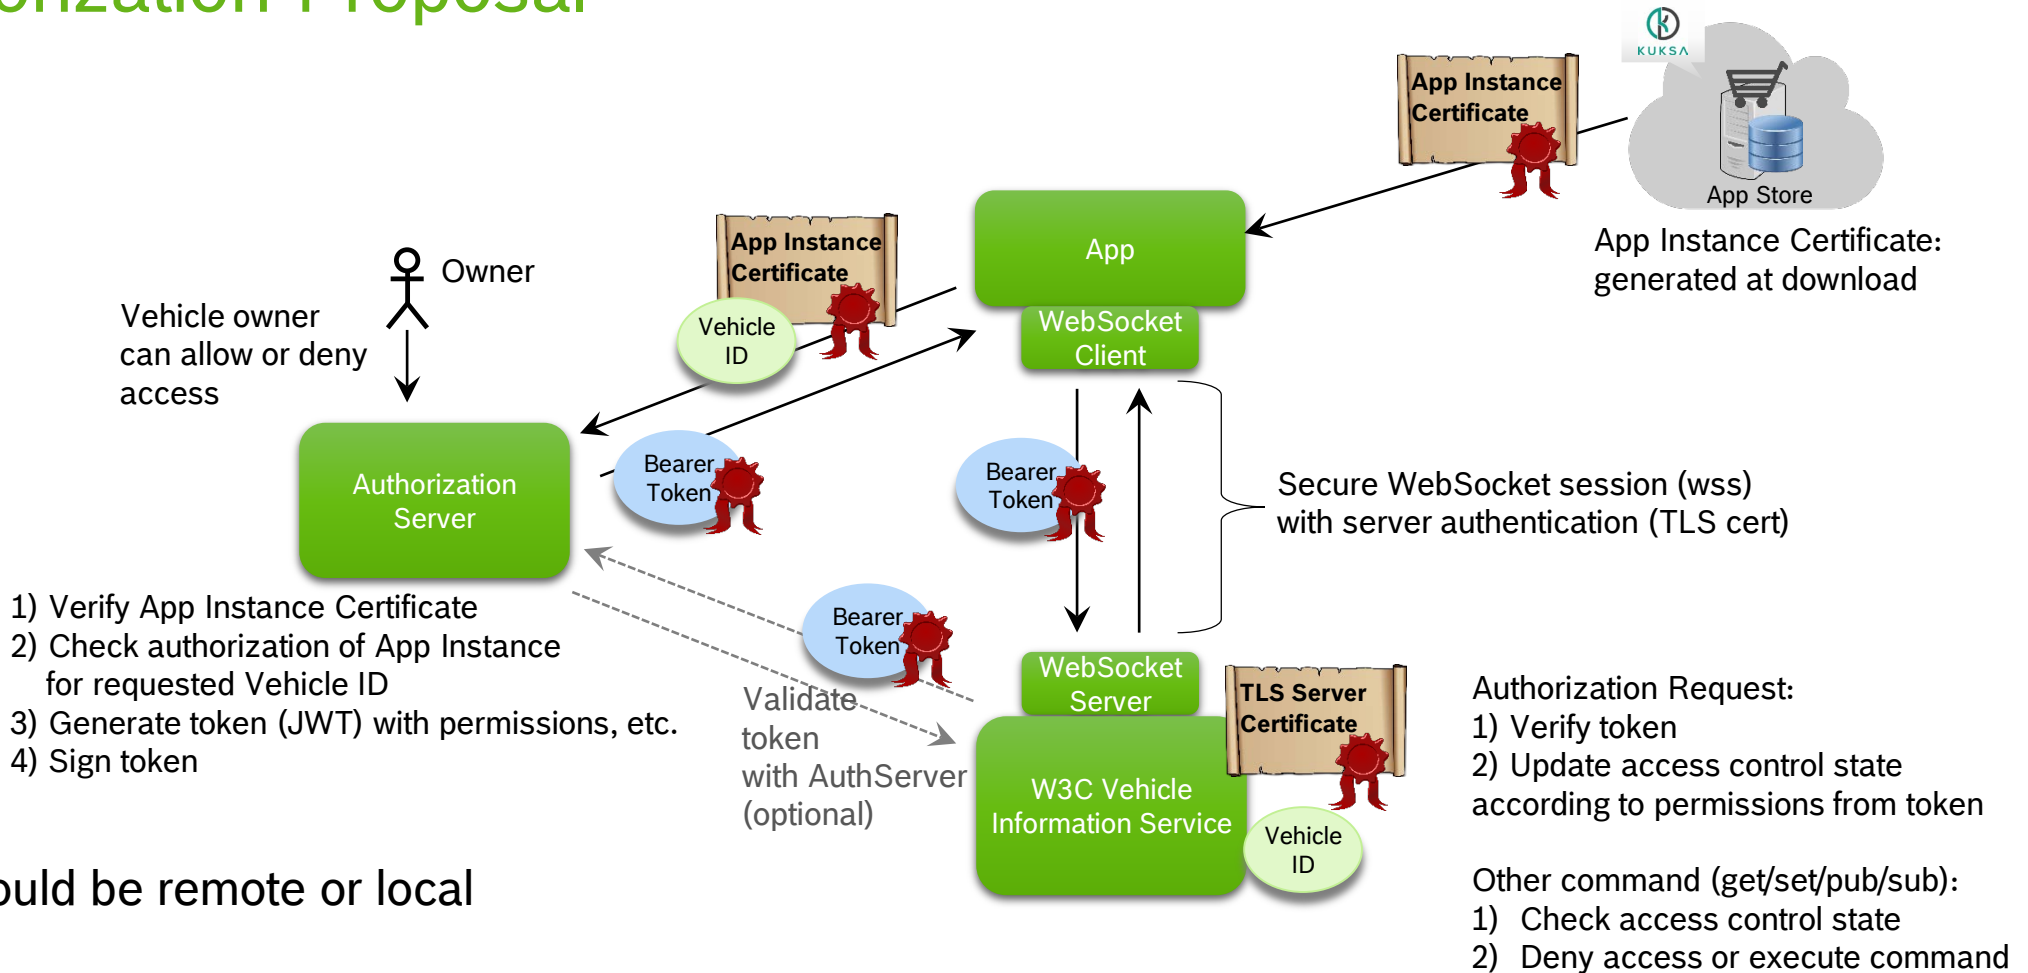 KUKSA
App Instance
Certificate
App Store
App Instance Certificate:
generated at download
App
App Instance
Certificate
Vehicle
ID
Owner
Vehicle owner
can allow or deny
access
WebSocket
Client
Authorization
Server
Bearer
Token
Bearer
Token
Secure WebSocket session (wss)
with server authentication (TLS cert)
1) Verify App Instance Certificate
2) Check authorization of App Instance
for requested Vehicle ID
3) Generate token (JWT) with permissions, etc.
4) Sign token
Bearer
Token
Validate
token
with AuthServer
(optional)
WebSocket
Server
TLS Server
Certificate
W3C Vehicle
Information Service
Vehicle
ID
Authorization Request:
1) Verify token
2) Update access control state
according to permissions from token
Other command (get/set/pub/sub):
1) Check access control state
2) Deny access or execute command
be remote or local